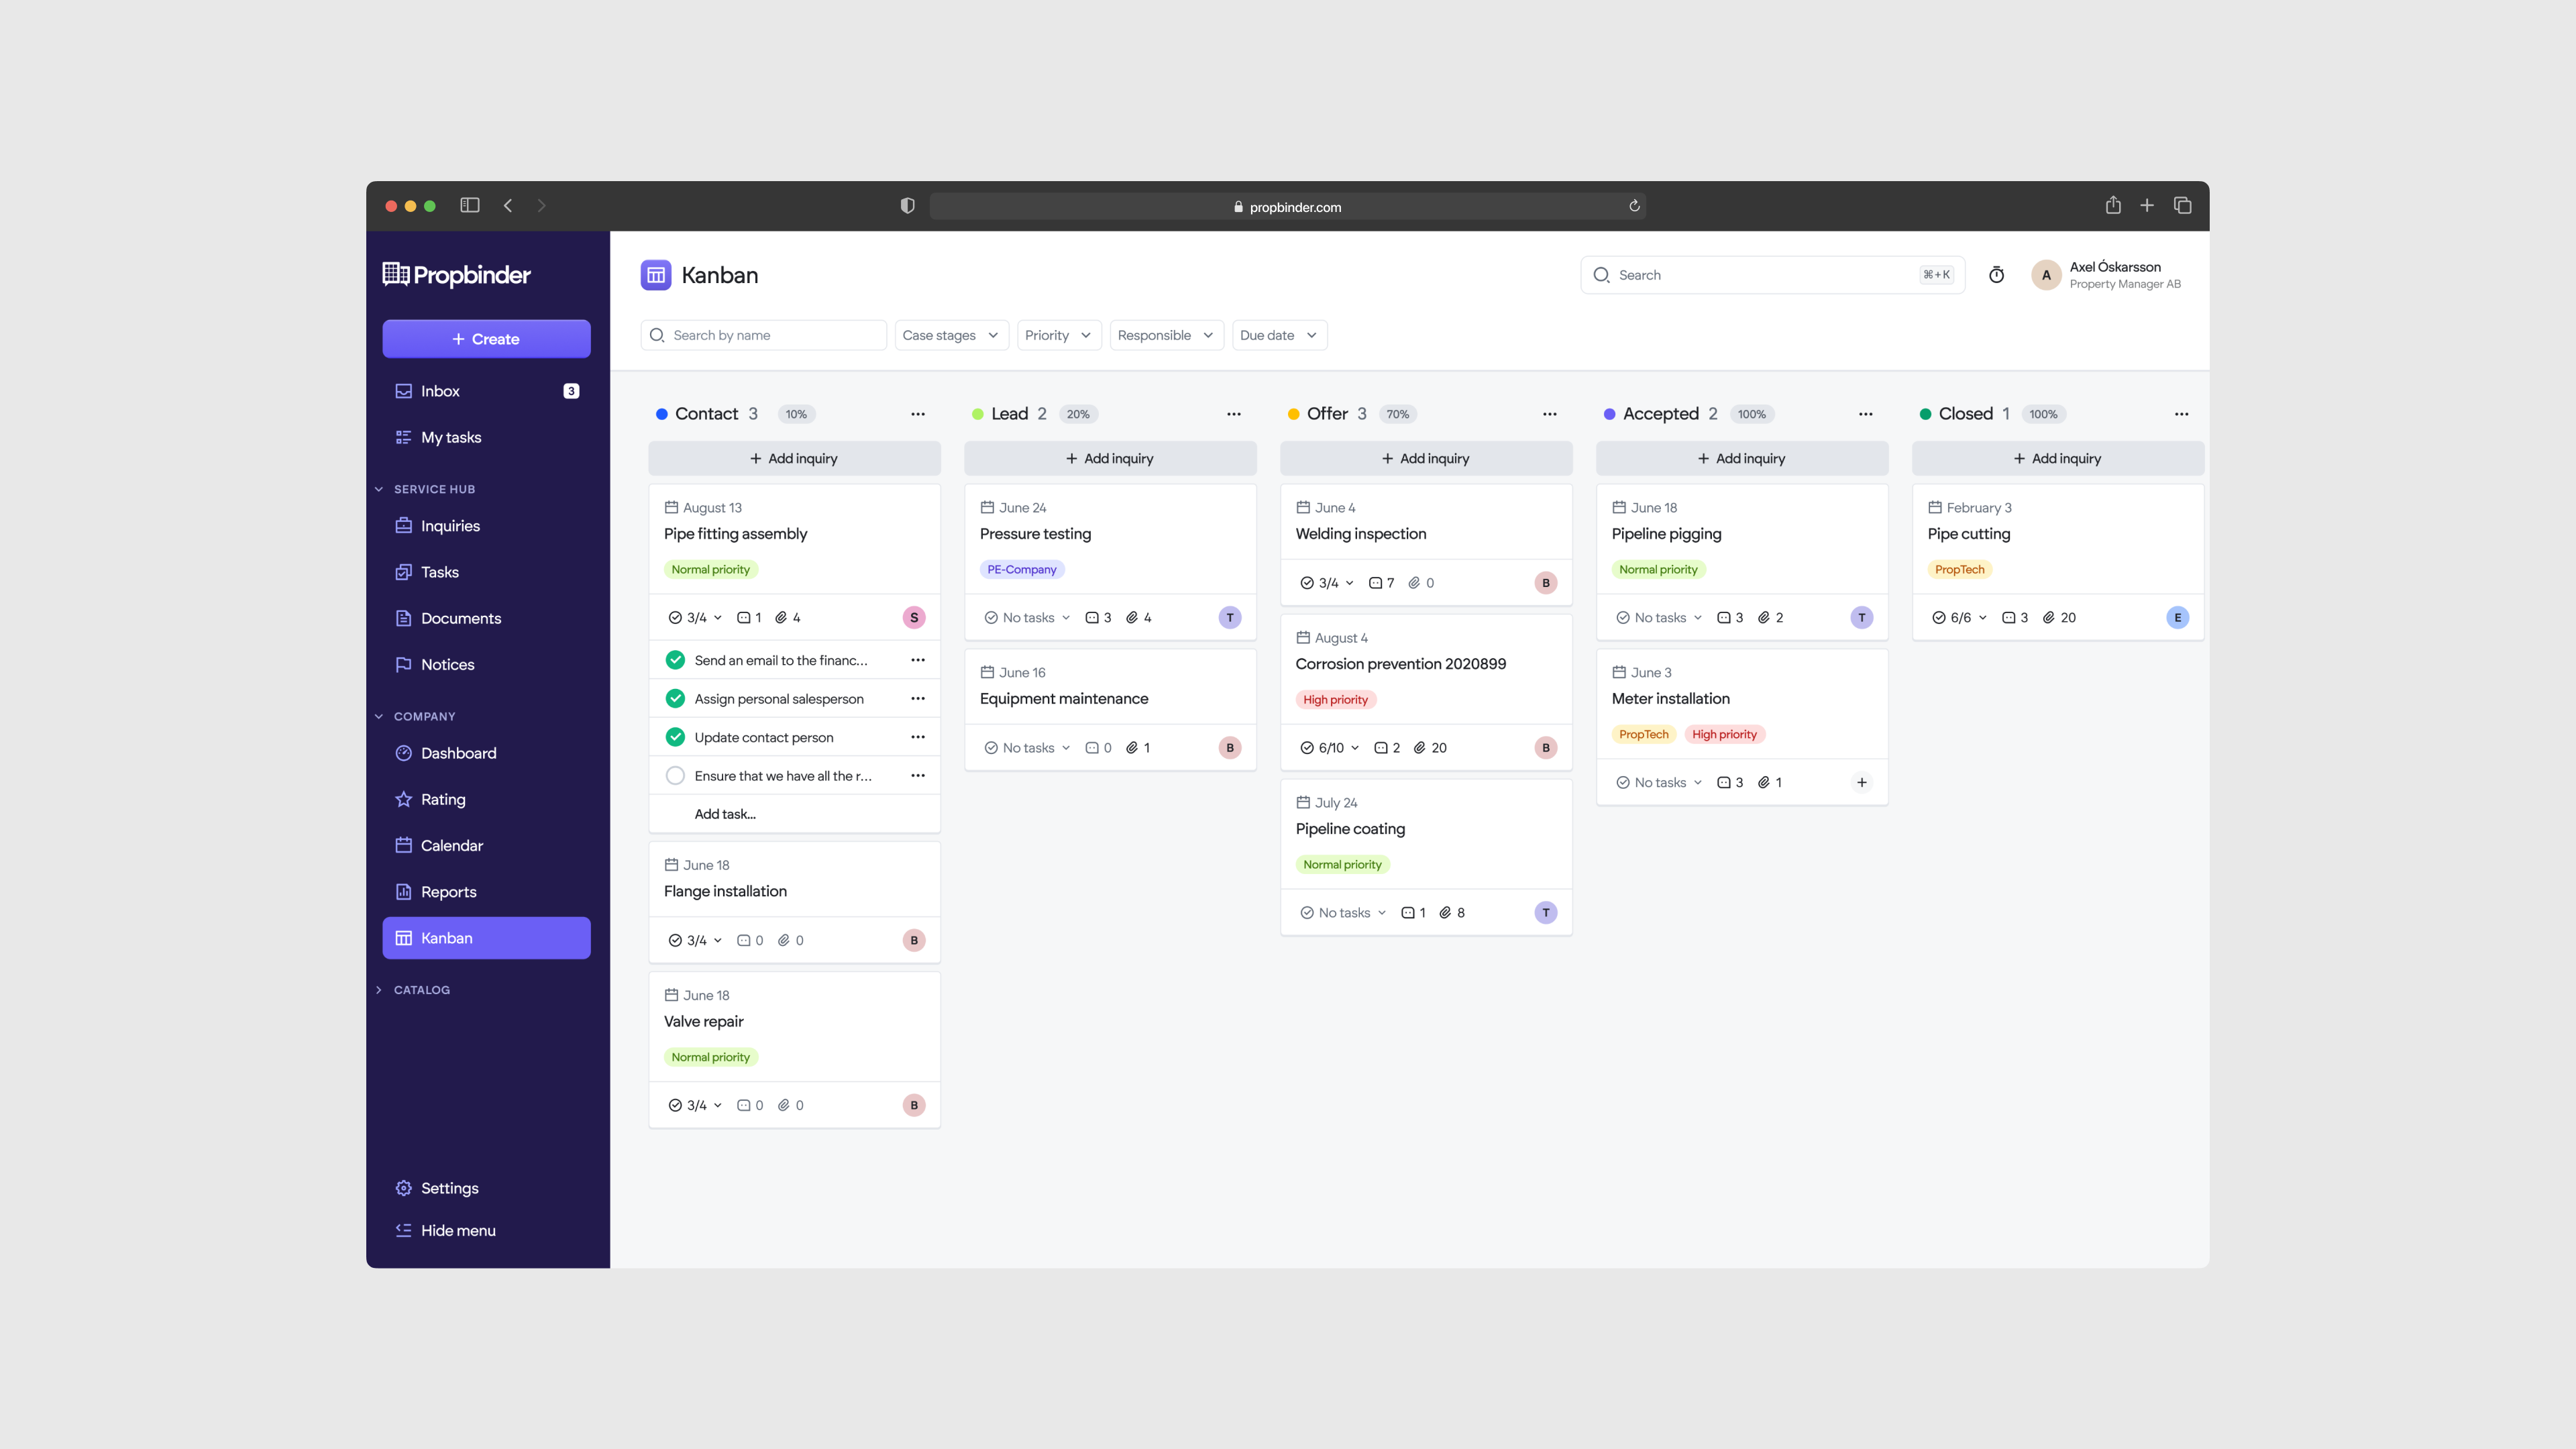 propbinder.com
Propbinder
Create
Inbox 3
My tasks
SERVICE HUB
Inquiries
Tasks
Documents
Notices
COMPANY
Dashboard
Rating
Calendar
Reports
Kanban
CATALOG
Settings
Hide menu
Kanban
Search ⌘+K
A
Axel Óskarsson
Property Manager AB
Search by name
Case stages
Priority
Responsible
Due date
Contact 3 10%
Add inquiry
August 13
Pipe fitting assembly
Normal priority
3/4 1 4 S
Send an email to the financ...
Assign personal salesperson
Update contact person
Ensure that we have all the r...
Add task...
June 18
Flange installation
3/4 0 0 B
June 18
Valve repair
Normal priority
3/4 0 0 B
Lead 2 20%
Add inquiry
June 24
Pressure testing
PE-Company
No tasks 3 4 T
June 16
Equipment maintenance
No tasks 0 1 B
Offer 3 70%
Add inquiry
June 4
Welding inspection
3/4 7 0 B
August 4
Corrosion prevention 2020899
High priority
6/10 2 20 B
July 24
Pipeline coating
Normal priority
No tasks 1 8 T
Accepted 2 100%
Add inquiry
June 18
Pipeline pigging
Normal priority
No tasks 3 2 T
June 3
Meter installation
PropTech High priority
No tasks 3 1
Closed 1 100%
Add inquiry
February 3
Pipe cutting
PropTech
6/6 3 20 E